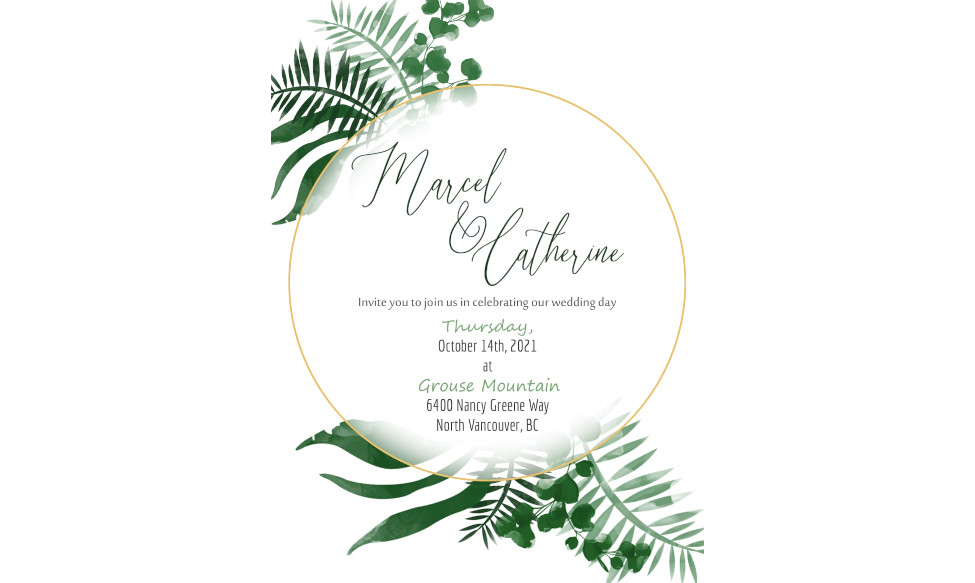 Marcel
&
Catherine
Invite you to join us in celebrating our wedding day
Thursday,
October 14th, 2021
at
Grouse Mountain
6400 Nancy Greene Way
North Vancouver, BC